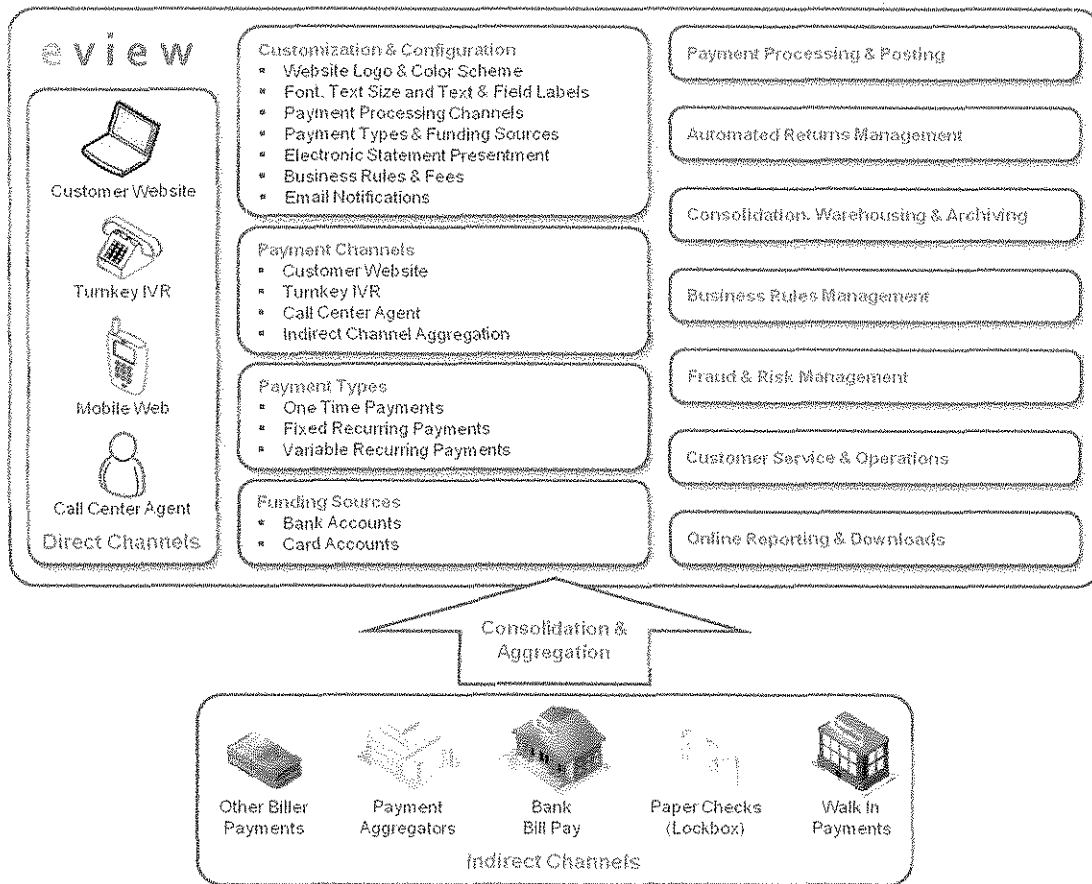 eview
Customer Website
Turnkey IVR
Mobile Web
Call Center Agent
Direct Channels
Customization & Configuration
Website Logo & Color Scheme
Font, Text Size and Text & Field Labels
Payment Processing Channels
Payment Types & Funding Sources
Electronic Statement Presentment
Business Rules & Fees
Email Notifications
Payment Channels
Customer Website
Turnkey IVR
Call Center Agent
Indirect Channel Aggregation
Payment Types
One Time Payments
Fixed Recurring Payments
Variable Recurring Payments
Funding Sources
Bank Accounts
Card Accounts
Payment Processing & Posting
Automated Returns Management
Consolidation, Warehousing & Archiving
Business Rules Management
Fraud & Risk Management
Customer Service & Operations
Online Reporting & Downloads
Consolidation &
Aggregation
Other Biller
Payments
Payment
Aggregators
Bank
Bill Pay
Paper Checks
(Lockbox)
Walk In
Payments
Indirect Channels